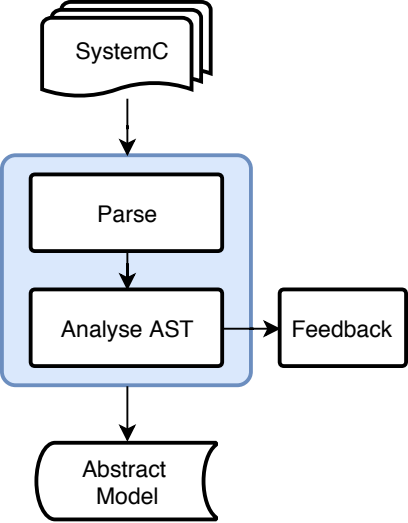 SystemC
Parse
Analyse AST
Feedback
Abstract
Model